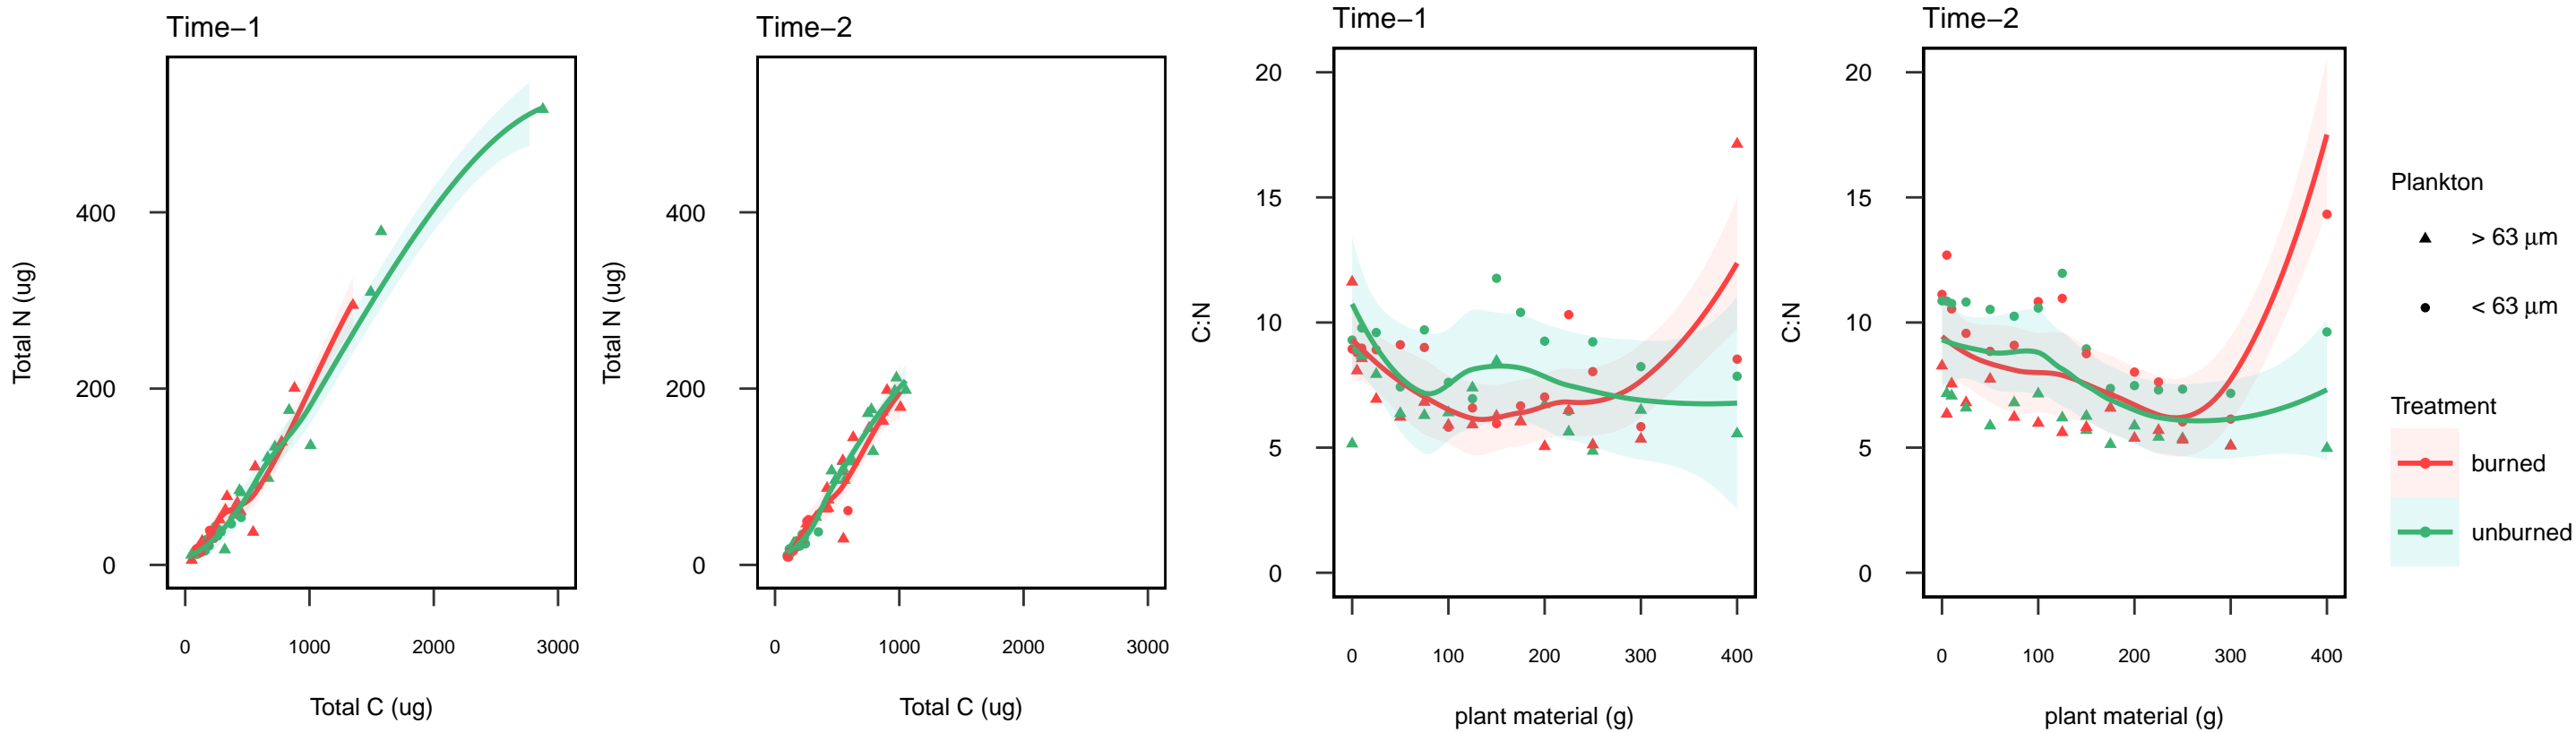 Time−1
Total N (ug)
400
200
0
0 1000 2000 3000
Total C (ug)
Time−2
Total N (ug)
400
200
0
0 1000 2000 3000
Total C (ug)
Time−1
C:N
20
15
10
5
0
0 100 200 300 400
plant material (g)
Time−2
C:N
20
15
10
5
0
0 100 200 300 400
plant material (g)
Plankton
> 63 μm
< 63 μm
Treatment
burned
unburned